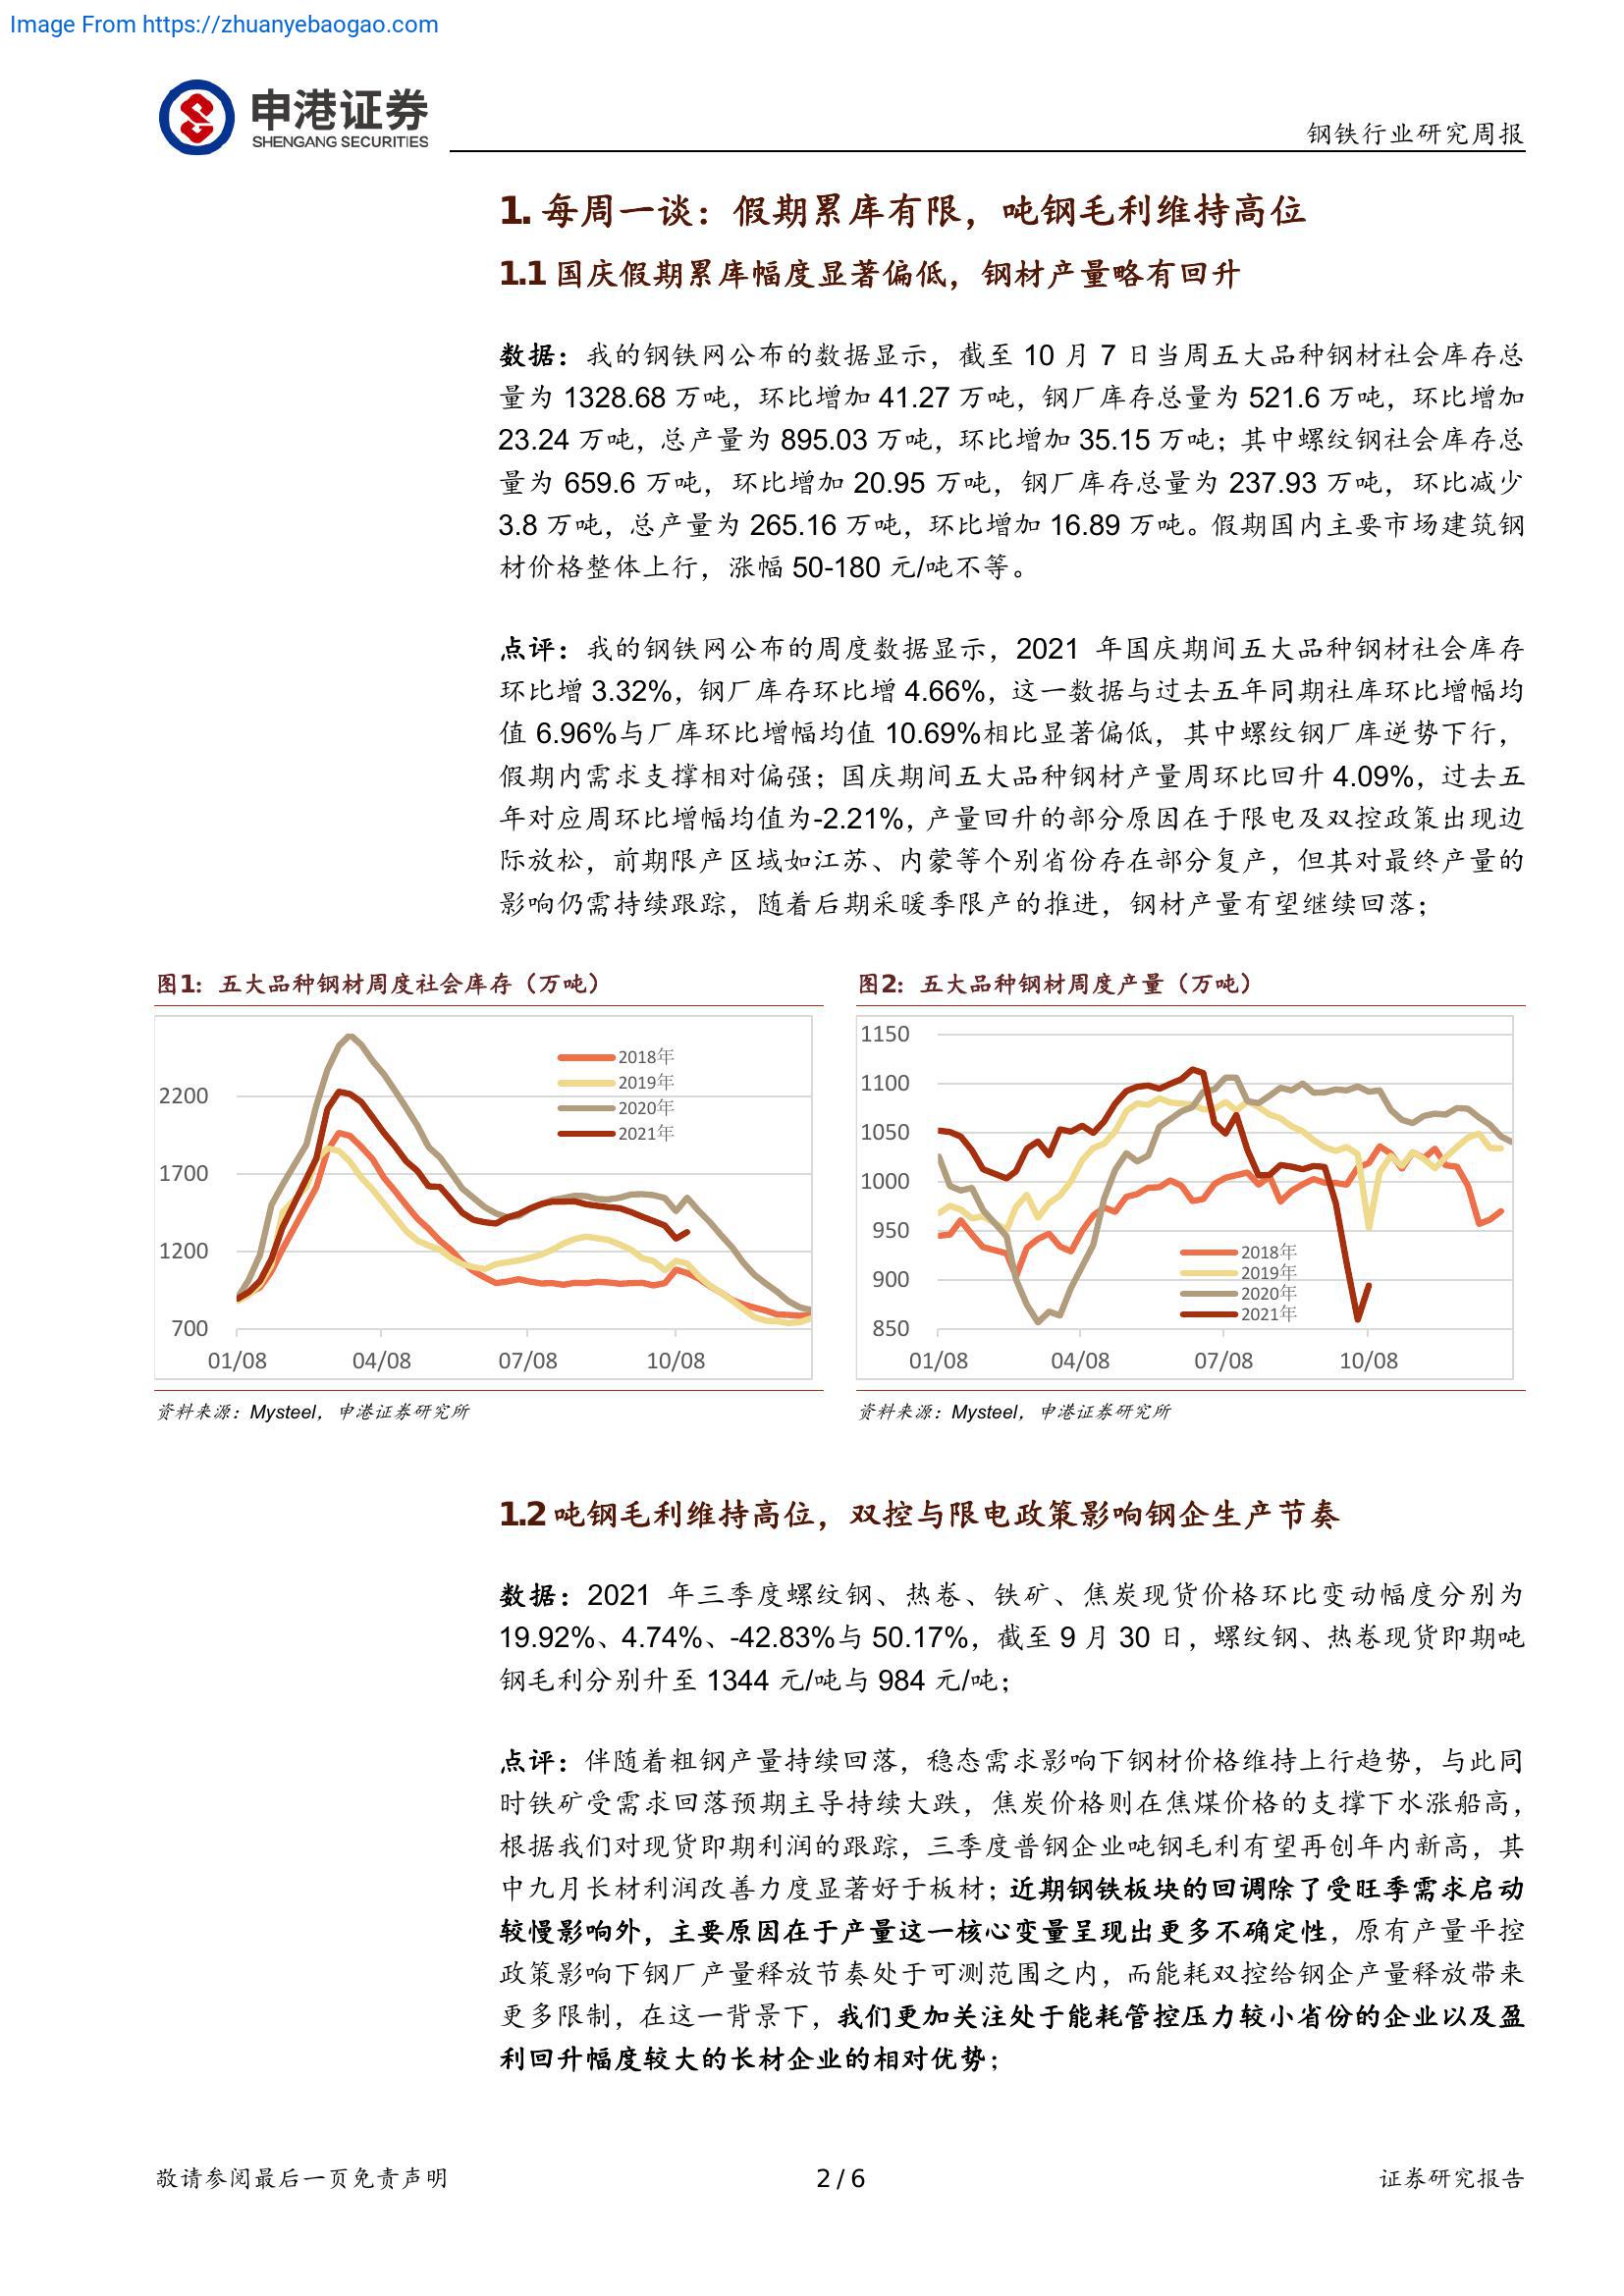 Image From https://zhuanyebaogao.com
申港证券
SHENGANG SECURITIES
钢铁行业研究周报
1. 每周一谈：假期累库有限，吨钢毛利维持高位
1.1 国庆假期累库幅度显著偏低，钢材产量略有回升
数据：我的钢铁网公布的数据显示，截至 10 月 7 日当周五大品种钢材社会库存总
量为 1328.68 万吨，环比增加 41.27 万吨，钢厂库存总量为 521.6 万吨，环比增加
23.24 万吨，总产量为 895.03 万吨，环比增加 35.15 万吨；其中螺纹钢社会库存总
量为 659.6 万吨，环比增加 20.95 万吨，钢厂库存总量为 237.93 万吨，环比减少
3.8 万吨，总产量为 265.16 万吨，环比增加 16.89 万吨。假期国内主要市场建筑钢
材价格整体上行，涨幅 50-180 元/吨不等。
点评：我的钢铁网公布的周度数据显示，2021 年国庆期间五大品种钢材社会库存
环比增 3.32%，钢厂库存环比增 4.66%，这一数据与过去五年同期社库环比增幅均
值 6.96%与厂库环比增幅均值 10.69%相比显著偏低，其中螺纹钢厂库逆势下行，
假期内需求支撑相对偏强；国庆期间五大品种钢材产量周环比回升 4.09%，过去五
年对应周环比增幅均值为-2.21%，产量回升的部分原因在于限电及双控政策出现边
际放松，前期限产区域如江苏、内蒙等个别省份存在部分复产，但其对最终产量的
影响仍需持续跟踪，随着后期采暖季限产的推进，钢材产量有望继续回落；
图1：五大品种钢材周度社会库存（万吨）
2200
1700
1200
700
01/08 04/08 07/08 10/08
2018年
2019年
2020年
2021年
资料来源：Mysteel，申港证券研究所
图2：五大品种钢材周度产量（万吨）
1150
1100
1050
1000
950
900
850
01/08 04/08 07/08 10/08
2018年
2019年
2020年
2021年
资料来源：Mysteel，申港证券研究所
1.2 吨钢毛利维持高位，双控与限电政策影响钢企生产节奏
数据：2021 年三季度螺纹钢、热卷、铁矿、焦炭现货价格环比变动幅度分别为
19.92%、4.74%、-42.83%与 50.17%，截至 9 月 30 日，螺纹钢、热卷现货即期吨
钢毛利分别升至 1344 元/吨与 984 元/吨；
点评：伴随着粗钢产量持续回落，稳态需求影响下钢材价格维持上行趋势，与此同
时铁矿受需求回落预期主导持续大跌，焦炭价格则在焦煤价格的支撑下水涨船高，
根据我们对现货即期利润的跟踪，三季度普钢企业吨钢毛利有望再创年内新高，其
中九月长材利润改善力度显著好于板材；近期钢铁板块的回调除了受旺季需求启动
较慢影响外，主要原因在于产量这一核心变量呈现出更多不确定性，原有产量平控
政策影响下钢厂产量释放节奏处于可测范围之内，而能耗双控给钢企产量释放带来
更多限制，在这一背景下，我们更加关注处于能耗管控压力较小省份的企业以及盈
利回升幅度较大的长材企业的相对优势；
敬请参阅最后一页免责声明
2 / 6
证券研究报告